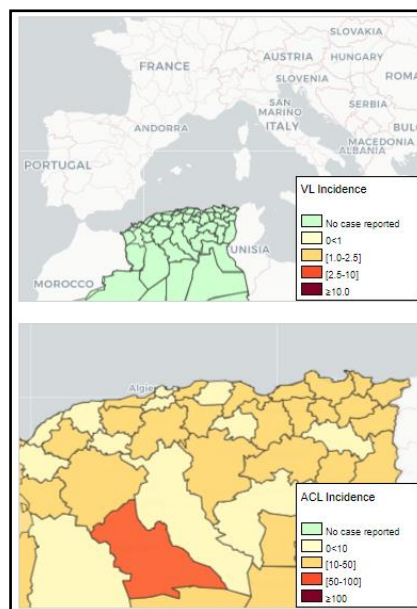 SLOVAKIA
AUSTRIA
HUNGARY
FRANCE
SLOVENIA
ROMA
SAN
MARINO
ITALY
SERBIA
ANDORRA
BUL
MACEDONIA
ALBANIA
PORTUGAL
VL Incidence
No case reported
0<1
[1.0-2.5]
[2.5-10]
≥10.0
UNISIA
MOROCCO
Algie
ACL Incidence
No case reported
0<10
[10-50]
[50-100]
≥100